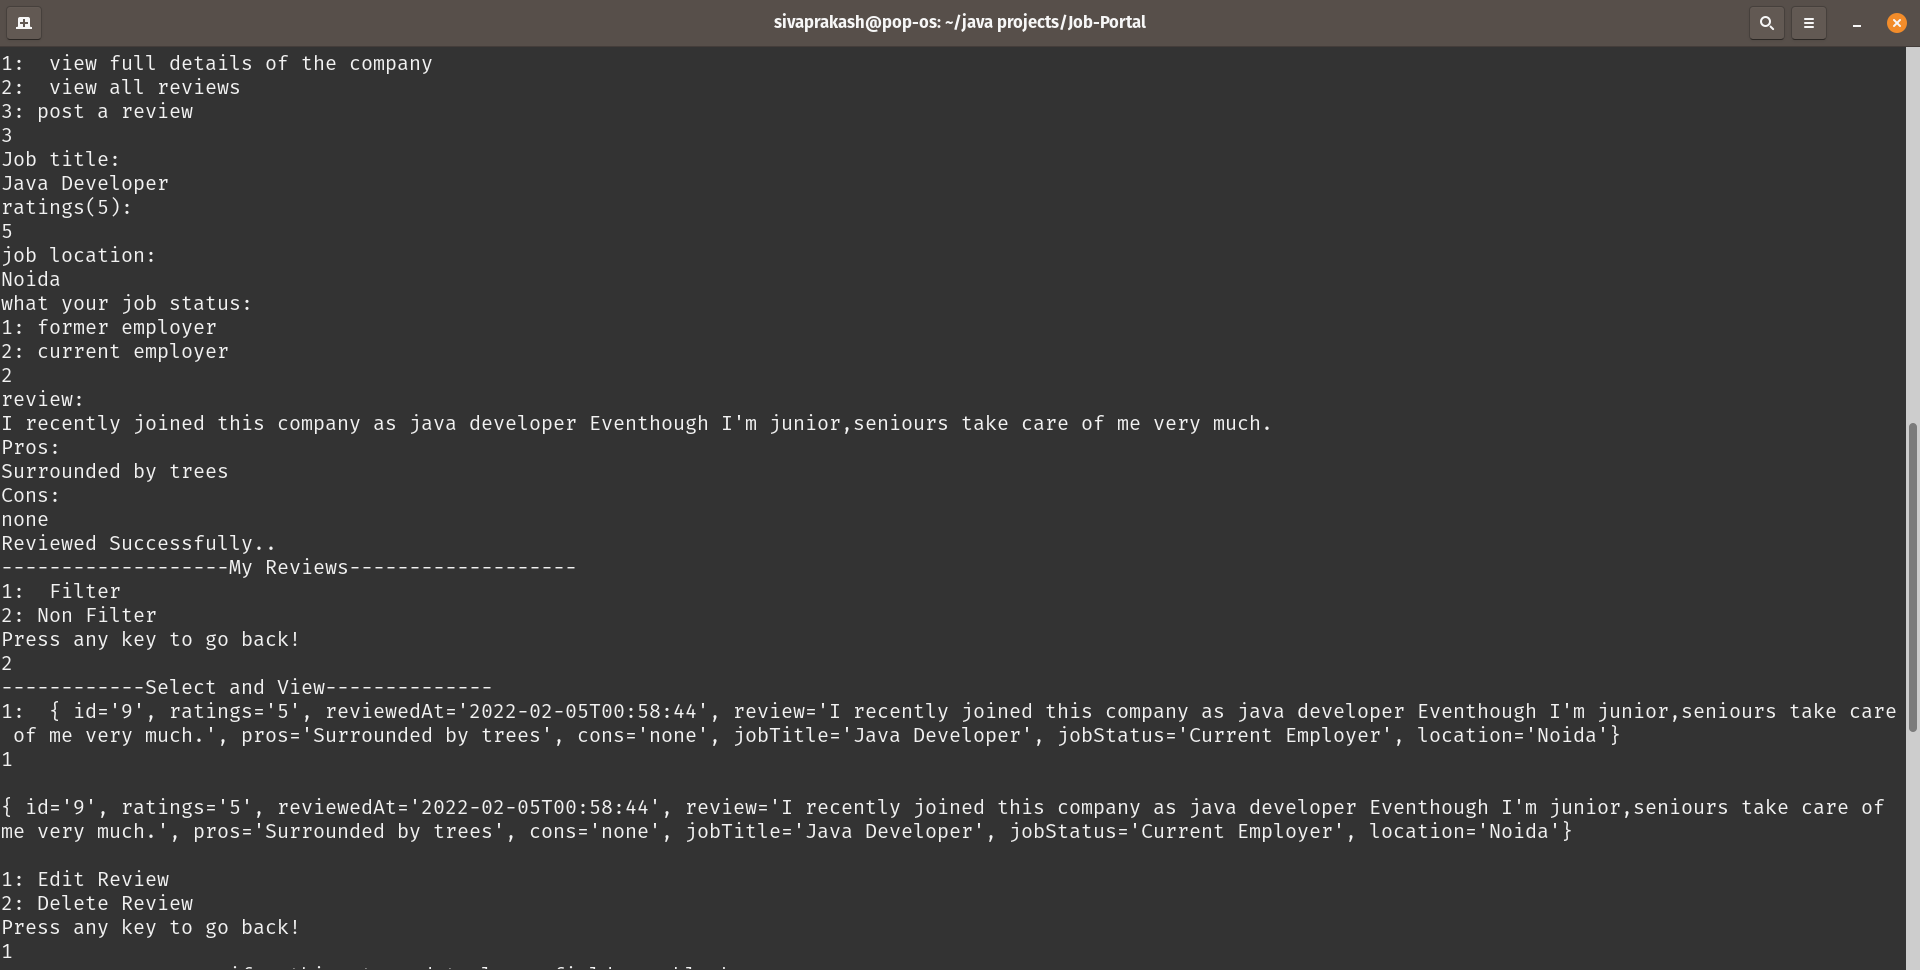 sivaprakash@pop-os: ~/java projects/Job-Portal
1:  view full details of the company
2:  view all reviews
3: post a review
3
Job title:
Java Developer
ratings(5):
5
job location:
Noida
what your job status:
1: former employer
2: current employer
2
review:
I recently joined this company as java developer Eventhough I'm junior,seniours take care of me very much.
Pros:
Surrounded by trees
Cons:
none
Reviewed Successfully..
-------------------My Reviews-------------------
1:  Filter
2: Non Filter
Press any key to go back!
2
------------Select and View--------------
1:  { id='9', ratings='5', reviewedAt='2022-02-05T00:58:44', review='I recently joined this company as java developer Eventhough I'm junior,seniours take care
 of me very much.', pros='Surrounded by trees', cons='none', jobTitle='Java Developer', jobStatus='Current Employer', location='Noida'}
1
{ id='9', ratings='5', reviewedAt='2022-02-05T00:58:44', review='I recently joined this company as java developer Eventhough I'm junior,seniours take care of
me very much.', pros='Surrounded by trees', cons='none', jobTitle='Java Developer', jobStatus='Current Employer', location='Noida'}
1: Edit Review
2: Delete Review
Press any key to go back!
1